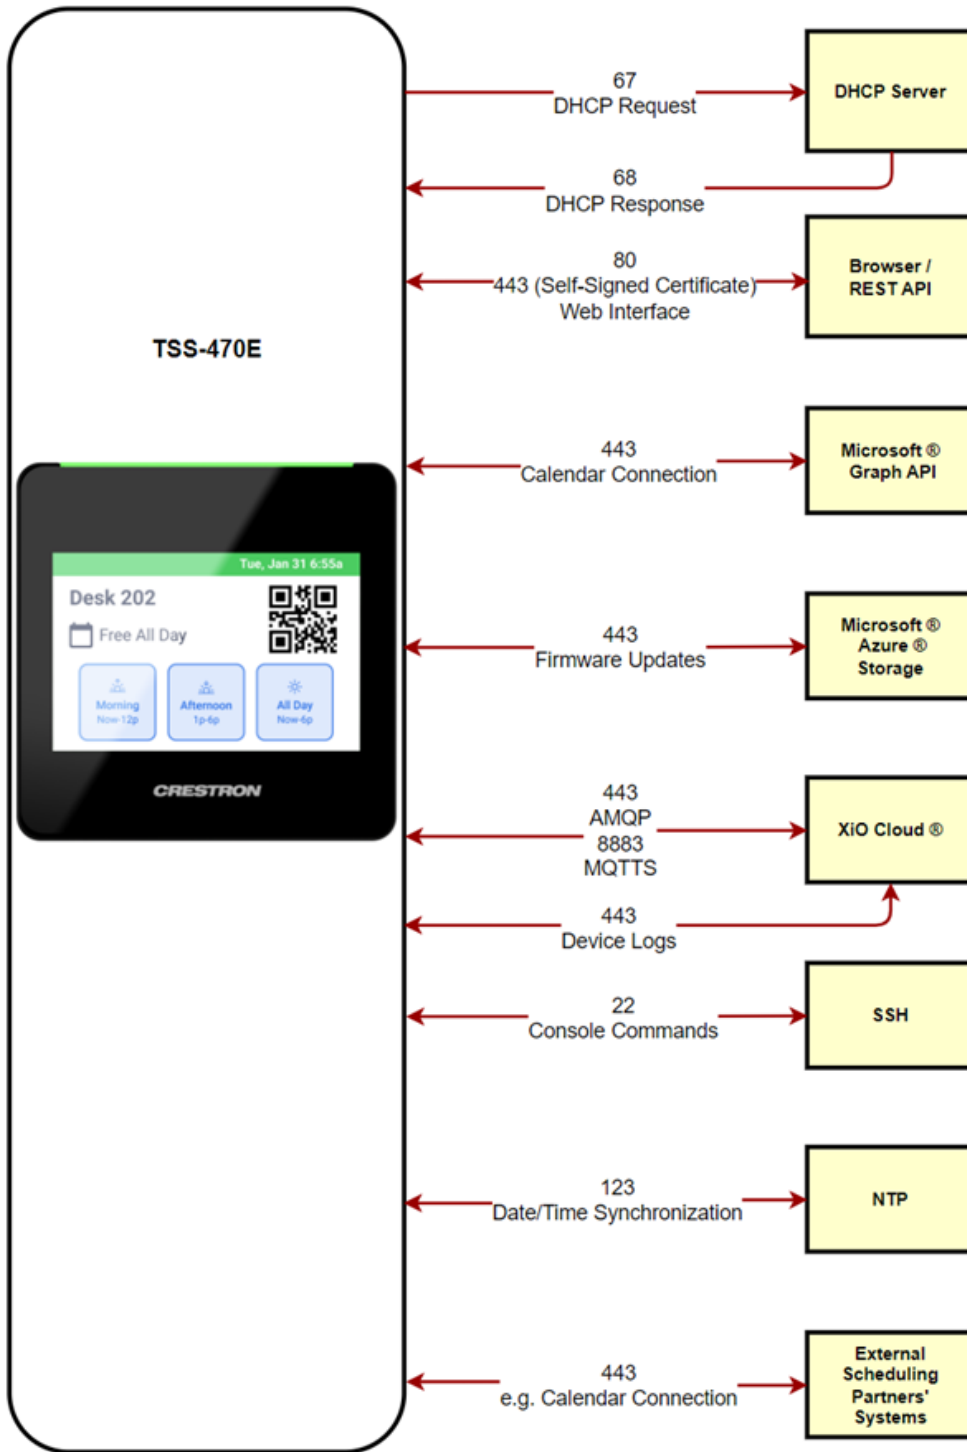 67
DHCP Request
DHCP Server
68
DHCP Response
80
443 (Self-Signed Certificate)
Web Interface
Browser /
REST API
TSS-470E
443
Calendar Connection
Microsoft ®
Graph API
Tue, Jan 31 6:55a
Desk 202
Free All Day
Morning
Now-12p
Afternoon
1p-6p
All Day
Now-6p
CRESTRON
443
Firmware Updates
Microsoft ®
Azure ®
Storage
443
AMQP
8883
MQTTS
XiO Cloud ®
443
Device Logs
22
Console Commands
SSH
123
Date/Time Synchronization
NTP
443
e.g. Calendar Connection
External
Scheduling
Partners'
Systems